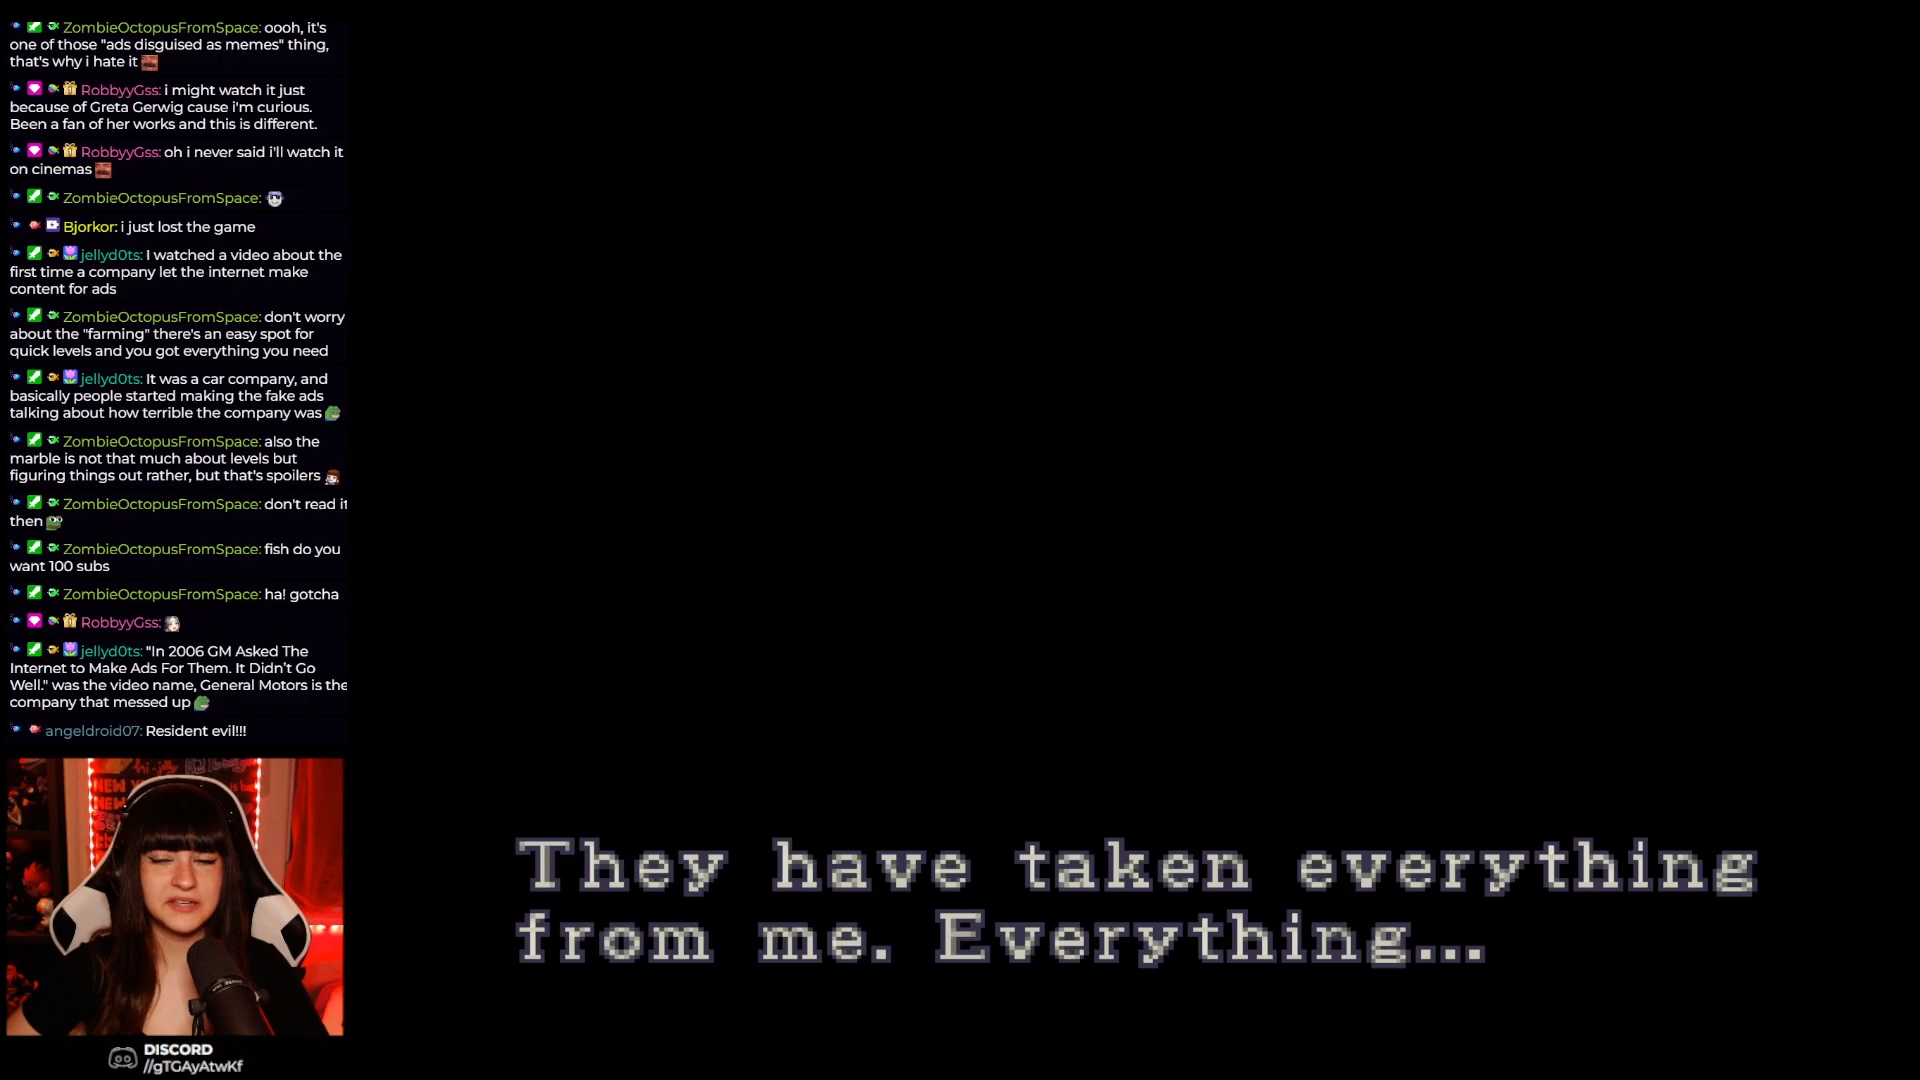 ZombieOctopusFromSpace: oooh, it's
one of those "ads disguised as memes" thing,
that's why i hate it
RobbyyGss: i might watch it just
because of Greta Gerwig cause i'm curious.
Been a fan of her works and this is different.
RobbyyGss: oh i never said i'll watch it
on cinemas
ZombieOctopusFromSpace:
Bjorkor: i just lost the game
jellyd0ts: I watched a video about the
first time a company let the internet make
content for ads
ZombieOctopusFromSpace: don't worry
about the "farming" there's an easy spot for
quick levels and you got everything you need
jellyd0ts: It was a car company, and
basically people started making the fake ads
talking about how terrible the company was
ZombieOctopusFromSpace: also the
marble is not that much about levels but
figuring things out rather, but that's spoilers
ZombieOctopusFromSpace: don't read it
then
ZombieOctopusFromSpace: fish do you
want 100 subs
ZombieOctopusFromSpace: ha! gotcha
RobbyyGss:
jellyd0ts: "In 2006 GM Asked The
Internet to Make Ads For Them. It Didn't Go
Well." was the video name, General Motors is the
company that messed up
angeldroid07: Resident evil!!!
They have taken everything
from me. Everything...
DISCORD
//gTGAyAtwKf